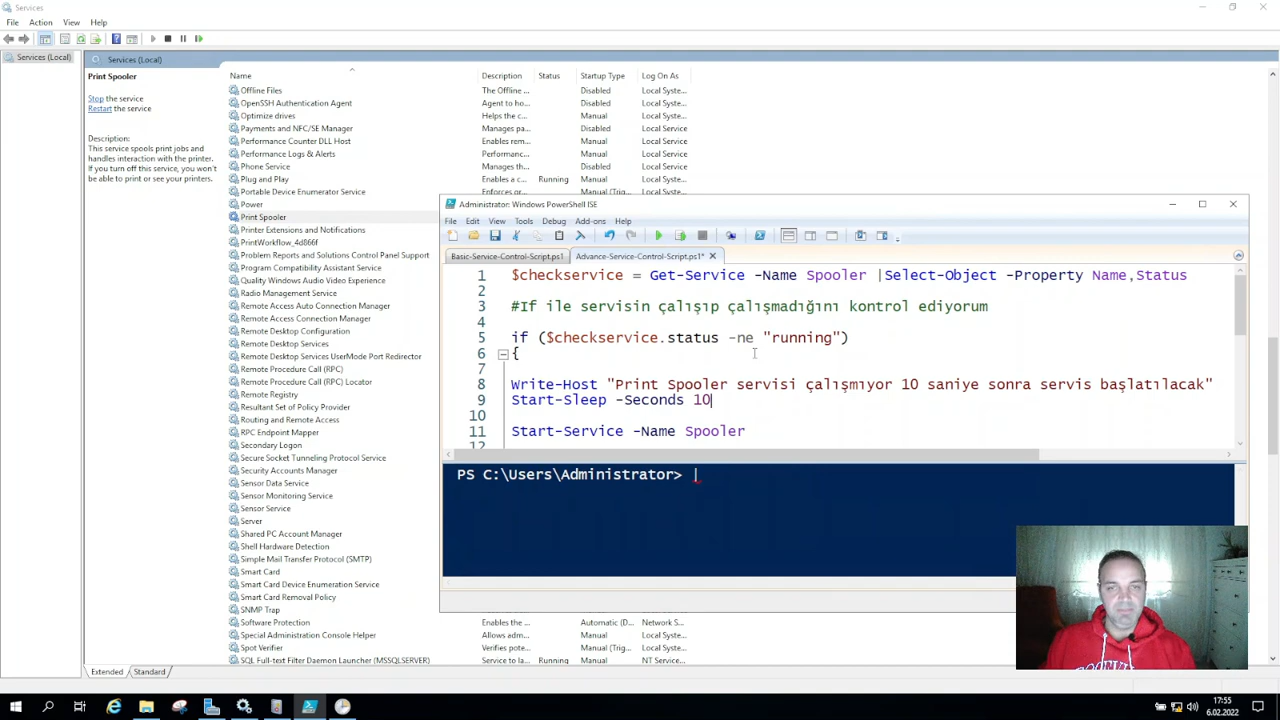 Services
File Action View Help
Services (Local)
Services (Local)
Print Spooler
Stop the service
Restart the service
Description:
This service spools print jobs and
handles interaction with the printer.
If you turn off this service, you won't
be able to print or see your printers.
Name Description Status Startup Type Log On As
Offline Files The Offline ... Disabled Local Syste...
OpenSSH Authentication Agent Agent to ho... Disabled Local Syste...
Optimize drives Helps the c... Manual Local Syste...
Payments and NFC/SE Manager Manages pa... Disabled Local Service
Performance Counter DLL Host Enables rem... Manual Local Service
Performance Logs & Alerts Performanc... Manual Local Service
Phone Service Manages th... Disabled Local Service
Plug and Play Enables a c... Running Manual Local Syste...
Portable Device Enumerator Service Enforces gr... Manual (Trig... Local Syste...
Power
Print Spooler
Printer Extensions and Notifications
PrintWorkflow_4d866f
Problem Reports and Solutions Control Panel Support
Program Compatibility Assistant Service
Quality Windows Audio Video Experience
Radio Management Service
Remote Access Auto Connection Manager
Remote Access Connection Manager
Remote Desktop Configuration
Remote Desktop Services
Remote Desktop Services UserMode Port Redirector
Remote Procedure Call (RPC)
Remote Procedure Call (RPC) Locator
Remote Registry
Resultant Set of Policy Provider
Routing and Remote Access
RPC Endpoint Mapper
Secondary Logon
Secure Socket Tunneling Protocol Service
Security Accounts Manager
Sensor Data Service
Sensor Monitoring Service
Sensor Service
Server
Shared PC Account Manager
Shell Hardware Detection
Simple Mail Transfer Protocol (SMTP)
Smart Card
Smart Card Device Enumeration Service
Smart Card Removal Policy
SNMP Trap
Software Protection Enables the ... Automatic (D... Network S...
Special Administration Console Helper Allows adm... Manual Local Syste...
Spot Verifier Verifies pote... Manual (Trig... Local Syste...
SQL Full-text Filter Daemon Launcher (MSSQLSERVER) Service to la... Running Manual NT Service...
Extended Standard
Administrator: Windows PowerShell ISE
File Edit View Tools Debug Add-ons Help
Basic-Service-Control-Script.ps1 Advance-Service-Control-Script.ps1*
1 $checkservice = Get-Service -Name Spooler |Select-Object -Property Name,Status
2
3 #If ile servisin çalışıp çalışmadığını kontrol ediyorum
4
5 if ($checkservice.status -ne "running")
6 {
7
8 Write-Host "Print Spooler servisi çalışmıyor 10 saniye sonra servis başlatılacak"
9 Start-Sleep -Seconds 10
10
11 Start-Service -Name Spooler
12
PS C:\Users\Administrator>
17:55
6.02.2022